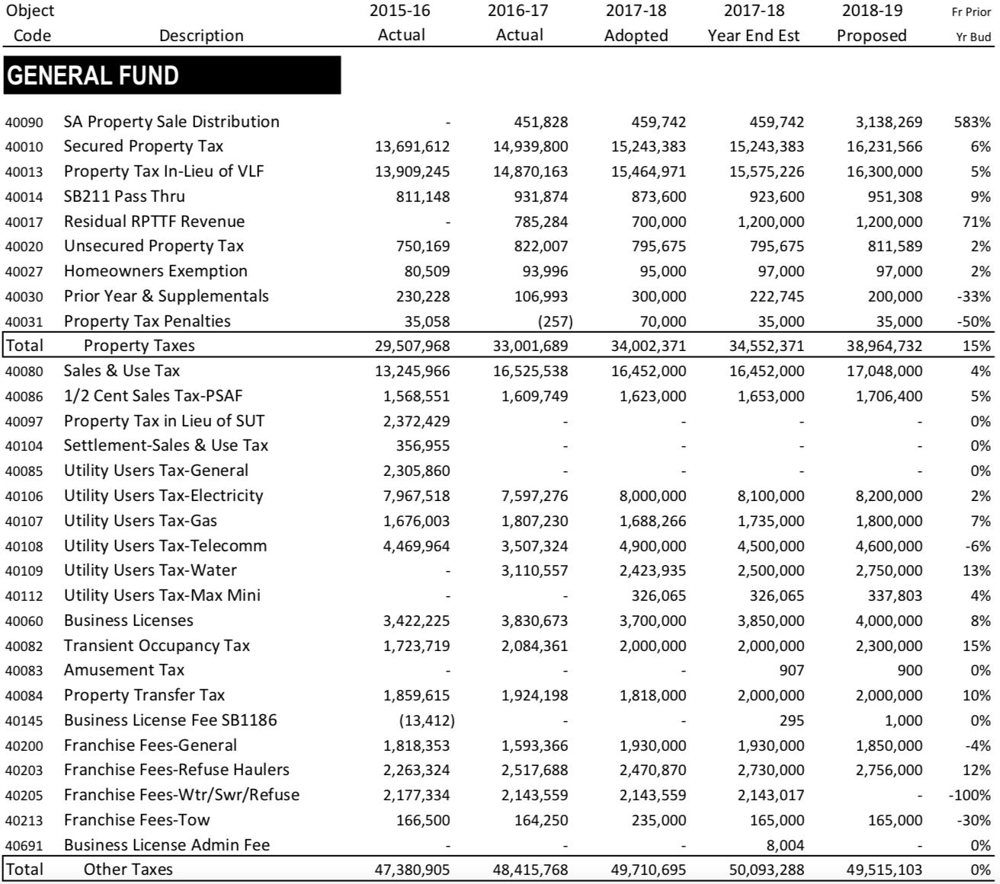 Object 2015-16 2016-17 2017-18 2017-18 2018-19 Fr Prior
Code Description Actual Actual Adopted Year End Est Proposed Yr Bud
GENERAL FUND
40090 SA Property Sale Distribution - 451,828 459,742 459,742 3,138,269 583%
40010 Secured Property Tax 13,691,612 14,939,800 15,243,383 15,243,383 16,231,566 6%
40013 Property Tax In-Lieu of VLF 13,909,245 14,870,163 15,464,971 15,575,226 16,300,000 5%
40014 SB211 Pass Thru 811,148 931,874 873,600 923,600 951,308 9%
40017 Residual RPTTF Revenue - 785,284 700,000 1,200,000 1,200,000 71%
40020 Unsecured Property Tax 750,169 822,007 795,675 795,675 811,589 2%
40027 Homeowners Exemption 80,509 93,996 95,000 97,000 97,000 2%
40030 Prior Year & Supplementals 230,228 106,993 300,000 222,745 200,000 -33%
40031 Property Tax Penalties 35,058 (257) 70,000 35,000 35,000 -50%
Total Property Taxes 29,507,968 33,001,689 34,002,371 34,552,371 38,964,732 15%
40080 Sales & Use Tax 13,245,966 16,525,538 16,452,000 16,452,000 17,048,000 4%
40086 1/2 Cent Sales Tax-PSAF 1,568,551 1,609,749 1,623,000 1,653,000 1,706,400 5%
40097 Property Tax in Lieu of SUT 2,372,429 - - - - 0%
40104 Settlement-Sales & Use Tax 356,955 - - - - 0%
40085 Utility Users Tax-General 2,305,860 - - - - 0%
40106 Utility Users Tax-Electricity 7,967,518 7,597,276 8,000,000 8,100,000 8,200,000 2%
40107 Utility Users Tax-Gas 1,676,003 1,807,230 1,688,266 1,735,000 1,800,000 7%
40108 Utility Users Tax-Telecomm 4,469,964 3,507,324 4,900,000 4,500,000 4,600,000 -6%
40109 Utility Users Tax-Water - 3,110,557 2,423,935 2,500,000 2,750,000 13%
40112 Utility Users Tax-Max Mini - - 326,065 326,065 337,803 4%
40060 Business Licenses 3,422,225 3,830,673 3,700,000 3,850,000 4,000,000 8%
40082 Transient Occupancy Tax 1,723,719 2,084,361 2,000,000 2,000,000 2,300,000 15%
40083 Amusement Tax - - - 907 900 0%
40084 Property Transfer Tax 1,859,615 1,924,198 1,818,000 2,000,000 2,000,000 10%
40145 Business License Fee SB1186 (13,412) - - 295 1,000 0%
40200 Franchise Fees-General 1,818,353 1,593,366 1,930,000 1,930,000 1,850,000 -4%
40203 Franchise Fees-Refuse Haulers 2,263,324 2,517,688 2,470,870 2,730,000 2,756,000 12%
40205 Franchise Fees-Wtr/Swr/Refuse 2,177,334 2,143,559 2,143,559 2,143,017 - -100%
40213 Franchise Fees-Tow 166,500 164,250 235,000 165,000 165,000 -30%
40691 Business License Admin Fee - - - 8,004 - 0%
Total Other Taxes 47,380,905 48,415,768 49,710,695 50,093,288 49,515,103 0%